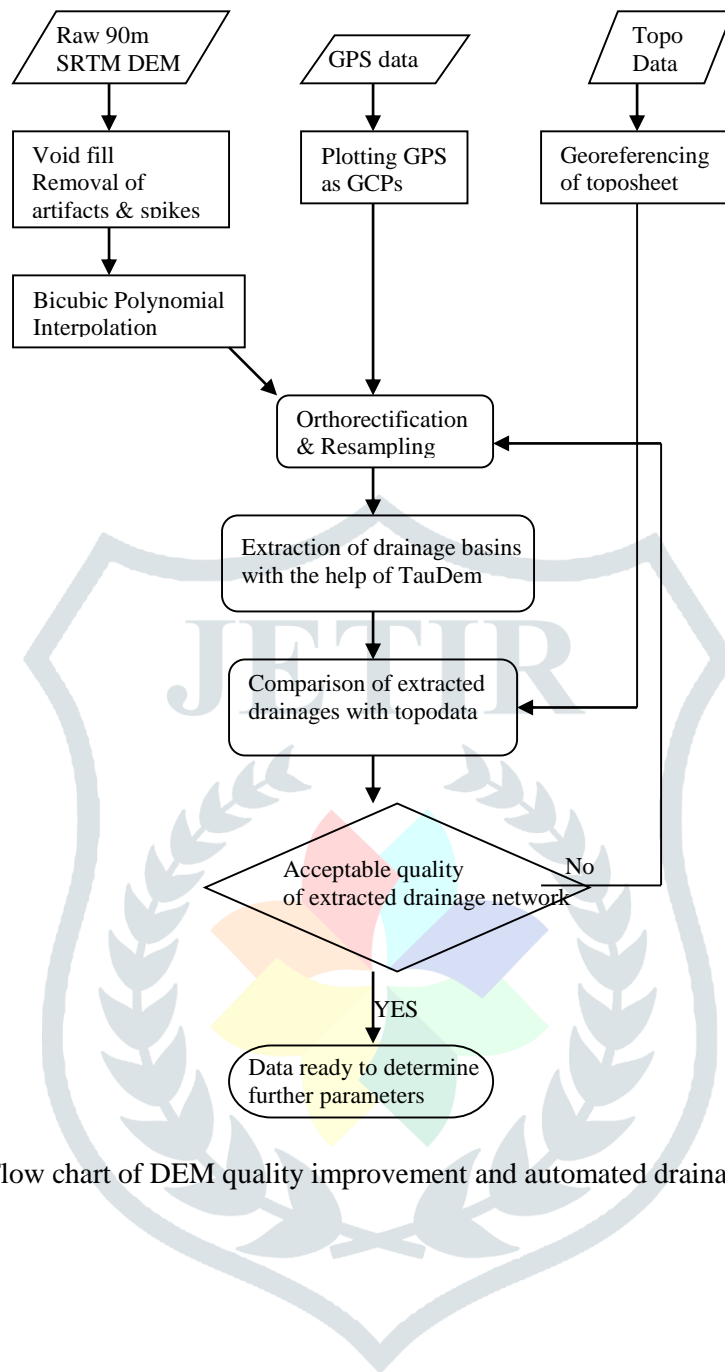 Raw 90m
SRTM DEM
GPS data
Topo
Data
Void fill
Removal of
artifacts & spikes
Plotting GPS
as GCPs
Georeferencing
of toposheet
Bicubic Polynomial
Interpolation
Orthorectification
& Resampling
Extraction of drainage basins
with the help of TauDem
JETIR
Comparison of extracted
drainages with topodata
Acceptable quality
of extracted drainage network
No
YES
Data ready to determine
further parameters
chart of DEM quality improvement and automated